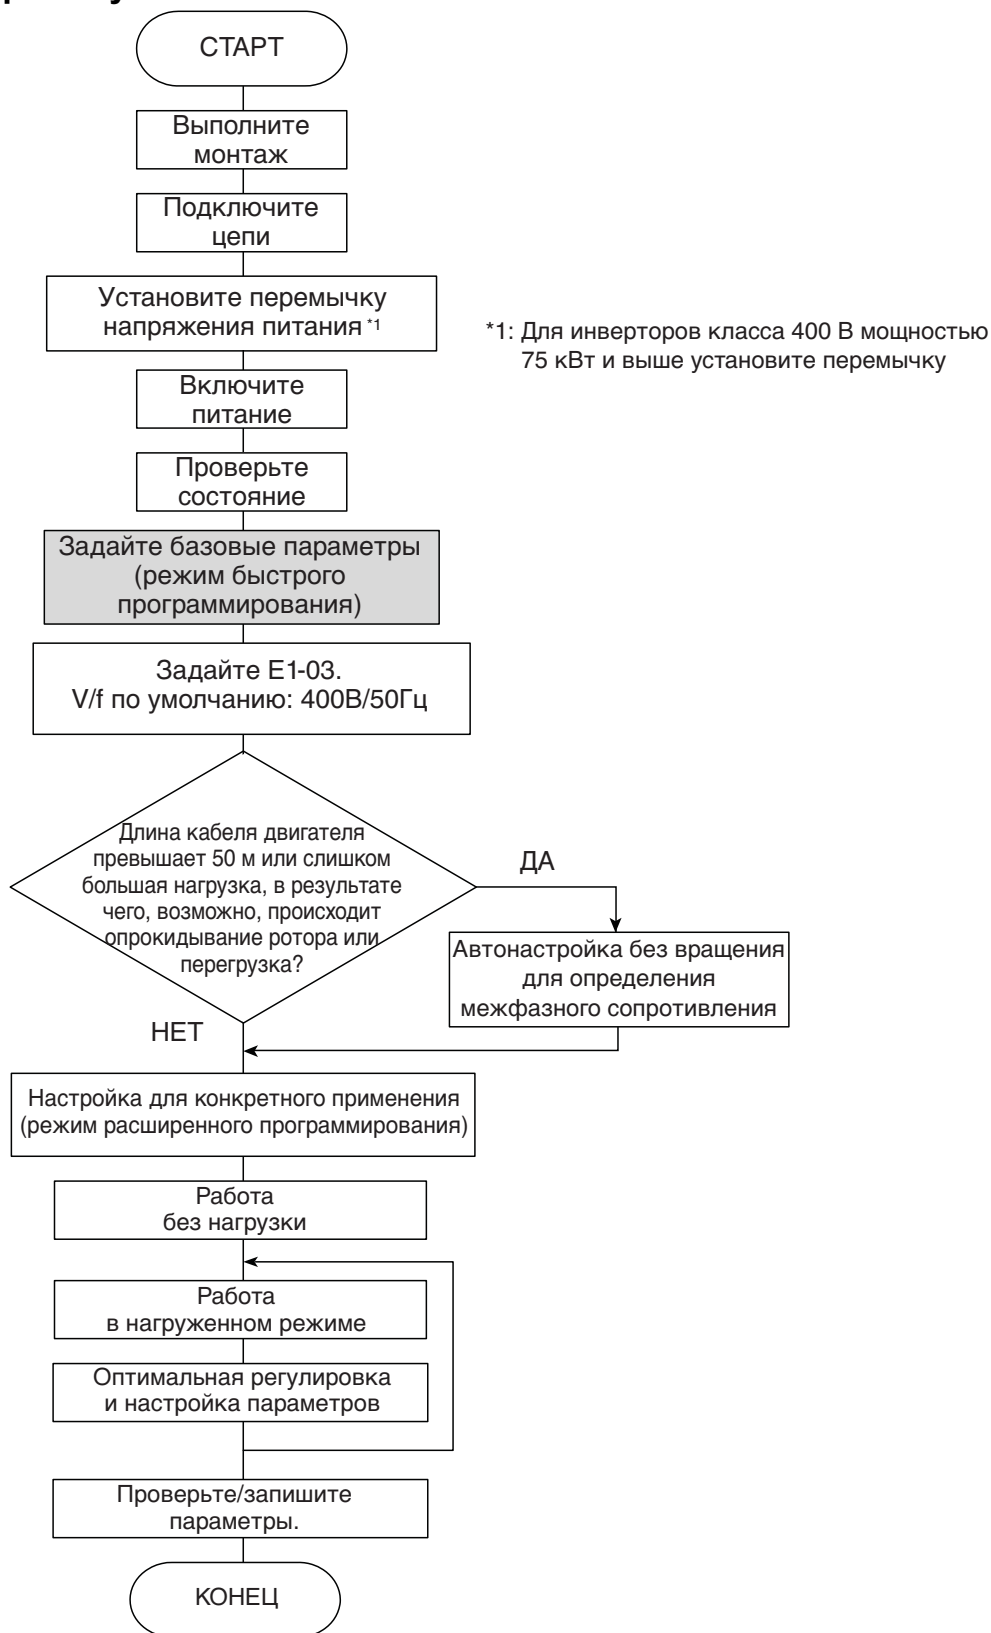 СТАРТ
Выполните
монтаж
Подключите
цепи
Установите перемычку
напряжения питания *1
*1: Для инверторов класса 400 В мощностью
75 кВт и выше установите перемычку
Включите
питание
Проверьте
состояние
Задайте базовые параметры
(режим быстрого
программирования)
Задайте E1-03.
V/f по умолчанию: 400В/50Гц
Длина кабеля двигателя
превышает 50 м или слишком
большая нагрузка, в результате
чего, возможно, происходит
опрокидывание ротора или
перегрузка?
ДА
Автонастройка без вращения
для определения
межфазного сопротивления
НЕТ
Настройка для конкретного применения
(режим расширенного программирования)
Работа
без нагрузки
Работа
в нагруженном режиме
Оптимальная регулировка
и настройка параметров
Проверьте/запишите
параметры.
КОНЕЦ